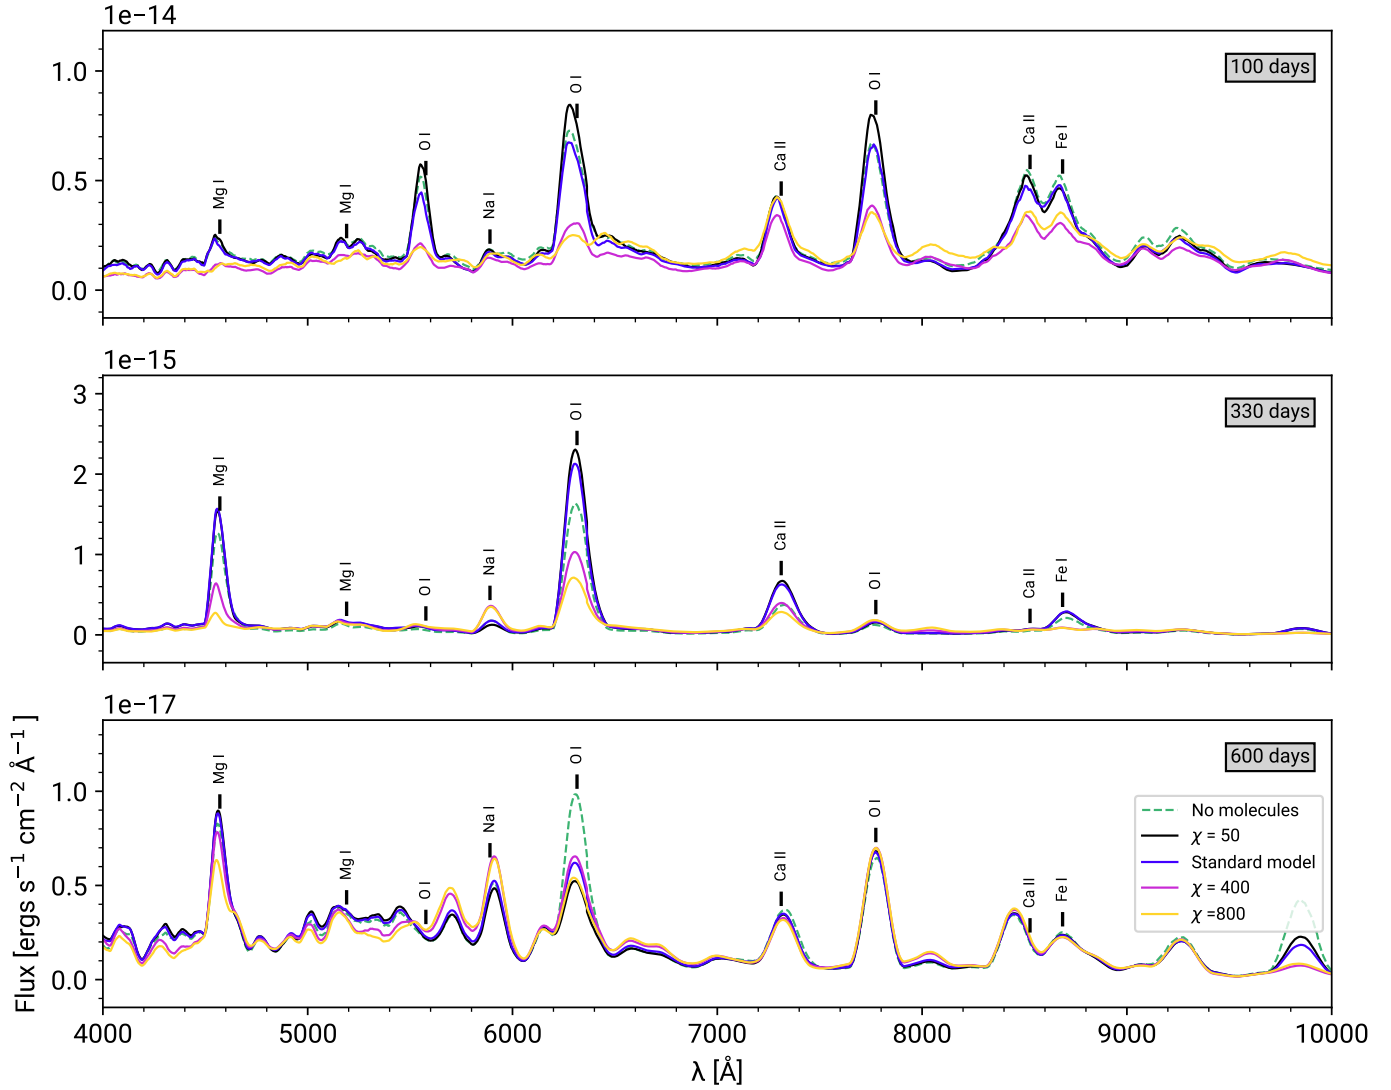 1e−14
100 days
1.0
0.5
0.0
Mg I
Mg I
O I
Na I
O I
Ca II
O I
Ca II
Fe I
1e−15
330 days
3
2
1
0
Mg I
Mg I
O I
Na I
O I
Ca II
O I
Ca II
Fe I
1e−17
600 days
1.0
0.5
0.0
Mg I
Mg I
O I
Na I
O I
Ca II
O I
Ca II
Fe I
No molecules
χ = 50
Standard model
χ = 400
χ =800
Flux [ergs s⁻¹ cm⁻² Å⁻¹]
4000 5000 6000 7000 8000 9000 10000
λ [Å]